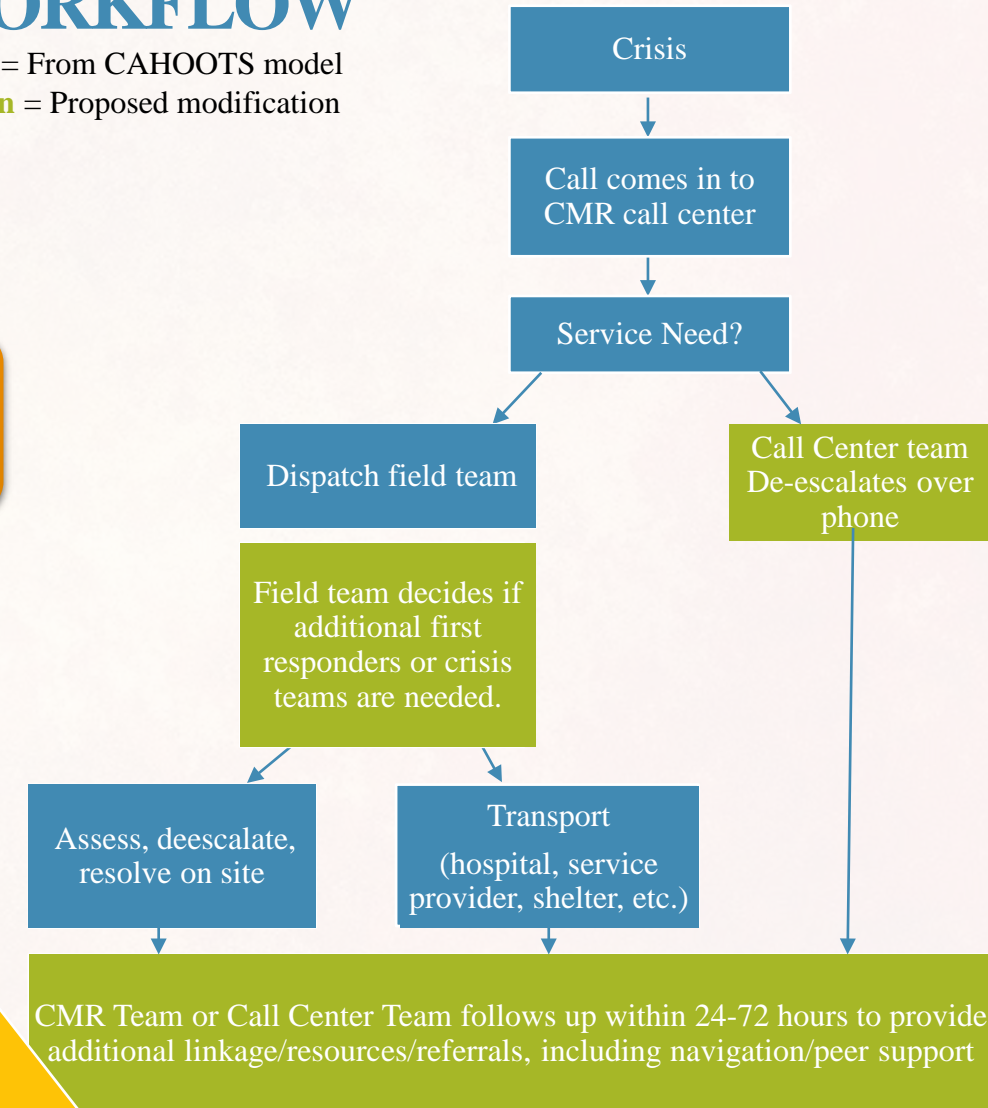 ORKFLOW
= From CAHOOTS model
n = Proposed modification
Crisis
Call comes in to
CMR call center
Service Need?
Dispatch field team
Call Center team
De-escalates over
phone
Field team decides if
additional first
responders or crisis
teams are needed.
Assess, deescalate,
resolve on site
Transport
(hospital, service
provider, shelter, etc.)
CMR Team or Call Center Team follows up within 24-72 hours to provide
additional linkage/resources/referrals, including navigation/peer support